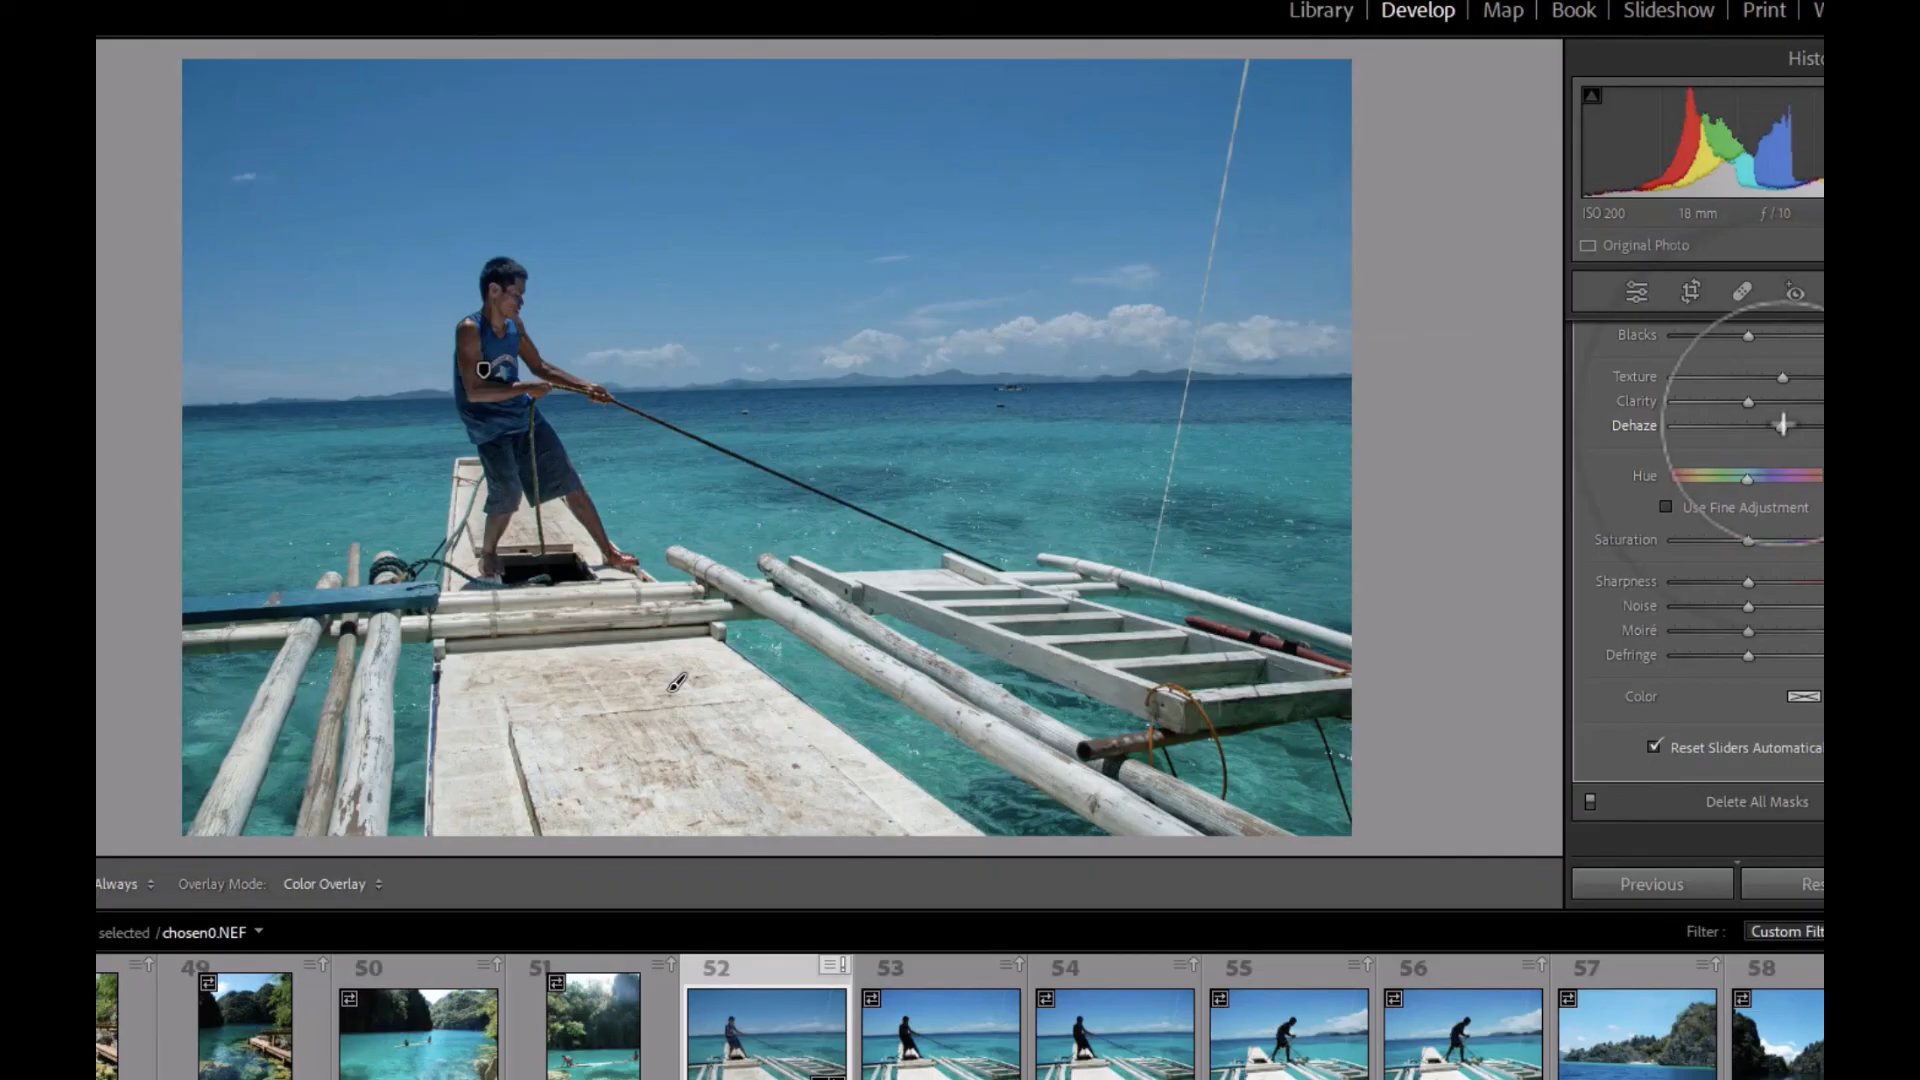 Library | Develop | Map | Book | Slideshow | Print |
ISO 200 18 mm ƒ / 10
Original Photo
Blacks
Texture
Clarity
Dehaze
Hue
Use Fine Adjustment
Saturation
Sharpness
Noise
Moiré
Defringe
Color
Reset Sliders Automatica
Delete All Masks
Previous
Always Overlay Mode: Color Overlay
selected / chosen0.NEF
Filter : Custom Filt
49 50 51 52 53 54 55 56 57 58